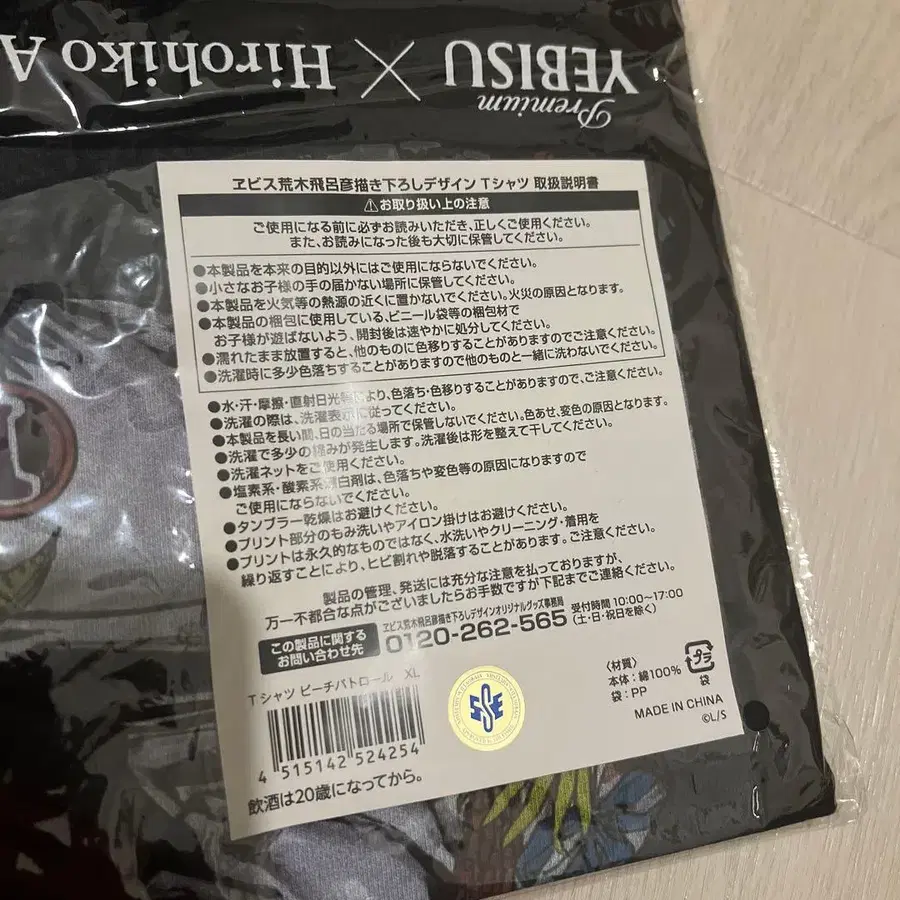 Premium
YEBISU × Hirohiko A
ヱビス荒木飛呂彦描き下ろしデザイン Tシャツ 取扱説明書
⚠お取り扱い上の注意
ご使用になる前に必ずお読みいただき、正しくご使用ください。
また、お読みになった後も大切に保管してください。
●本製品を本来の目的以外にはご使用にならないでください。
●小さなお子様の手の届かない場所に保管してください。
●本製品を火気等の熱源の近くに置かないでください。火災の原因となります。
●本製品の梱包に使用している、ビニール袋等の梱包材で
お子様が遊ばないよう、開封後は速やかに処分してください。
●濡れたまま放置すると、他のものに色移りすることがありますのでご注意ください。
●洗濯時に多少色落ちすることがありますので他のものと一緒に洗わないでください。
●水・汗・摩擦・直射日光等により、色落ち・色移りすることがありますので、ご注意ください。
●洗濯の際は、洗濯表示に従ってください。
●本製品を長い間、日の当たる場所で保管しないでください。色あせ、変色の原因となります。
●洗濯で多少の縮みが発生します。洗濯後は形を整えて干してください。
●洗濯ネットをご使用ください。
●塩素系・酸素系漂白剤は、色落ちや変色等の原因になりますので
ご使用にならないでください。
●タンブラー乾燥はお避けください。
●プリント部分のもみ洗いやアイロン掛けはお避けください。
●プリントは永久的なものではなく、水洗いやクリーニング・着用を
繰り返すことにより、ヒビ割れや脱落することがあります。ご注意ください。
製品の管理、発送には充分な注意を払っておりますが、
万一不都合な点がございましたらお手数ですが下記までご連絡ください。
この製品に関する
お問い合わせ先
ヱビス荒木飛呂彦描き下ろしデザインオリジナルグッズ事務局
0120-262-565
受付時間 10:00～17:00
(土・日・祝日を除く)
Tシャツ ピーチパトロール XL
4 515142 524254
飲酒は20歳になってから。
〈材質〉
本体：綿100%
袋：PP
プラ
袋
MADE IN CHINA
©L/S